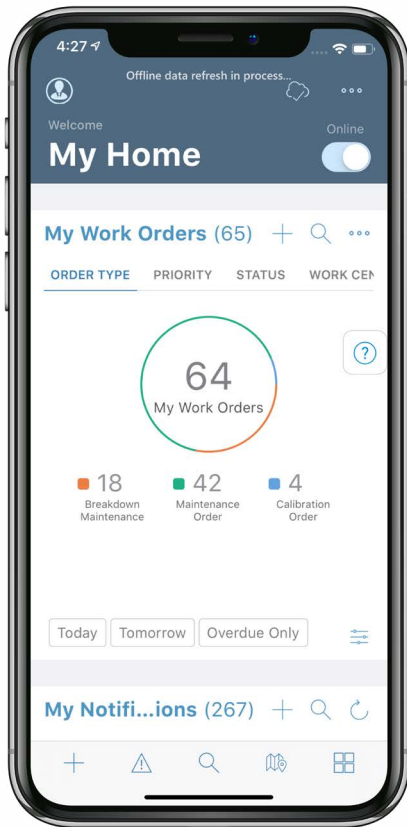 4:27
Offline data refresh in process...
Welcome
Online
My Home
My Work Orders (65)
ORDER TYPE PRIORITY STATUS WORK CEN
64
My Work Orders
18 42 4
Breakdown Maintenance Calibration
Maintenance Order Order
Today Tomorrow Overdue Only
My Notifi...ions (267)